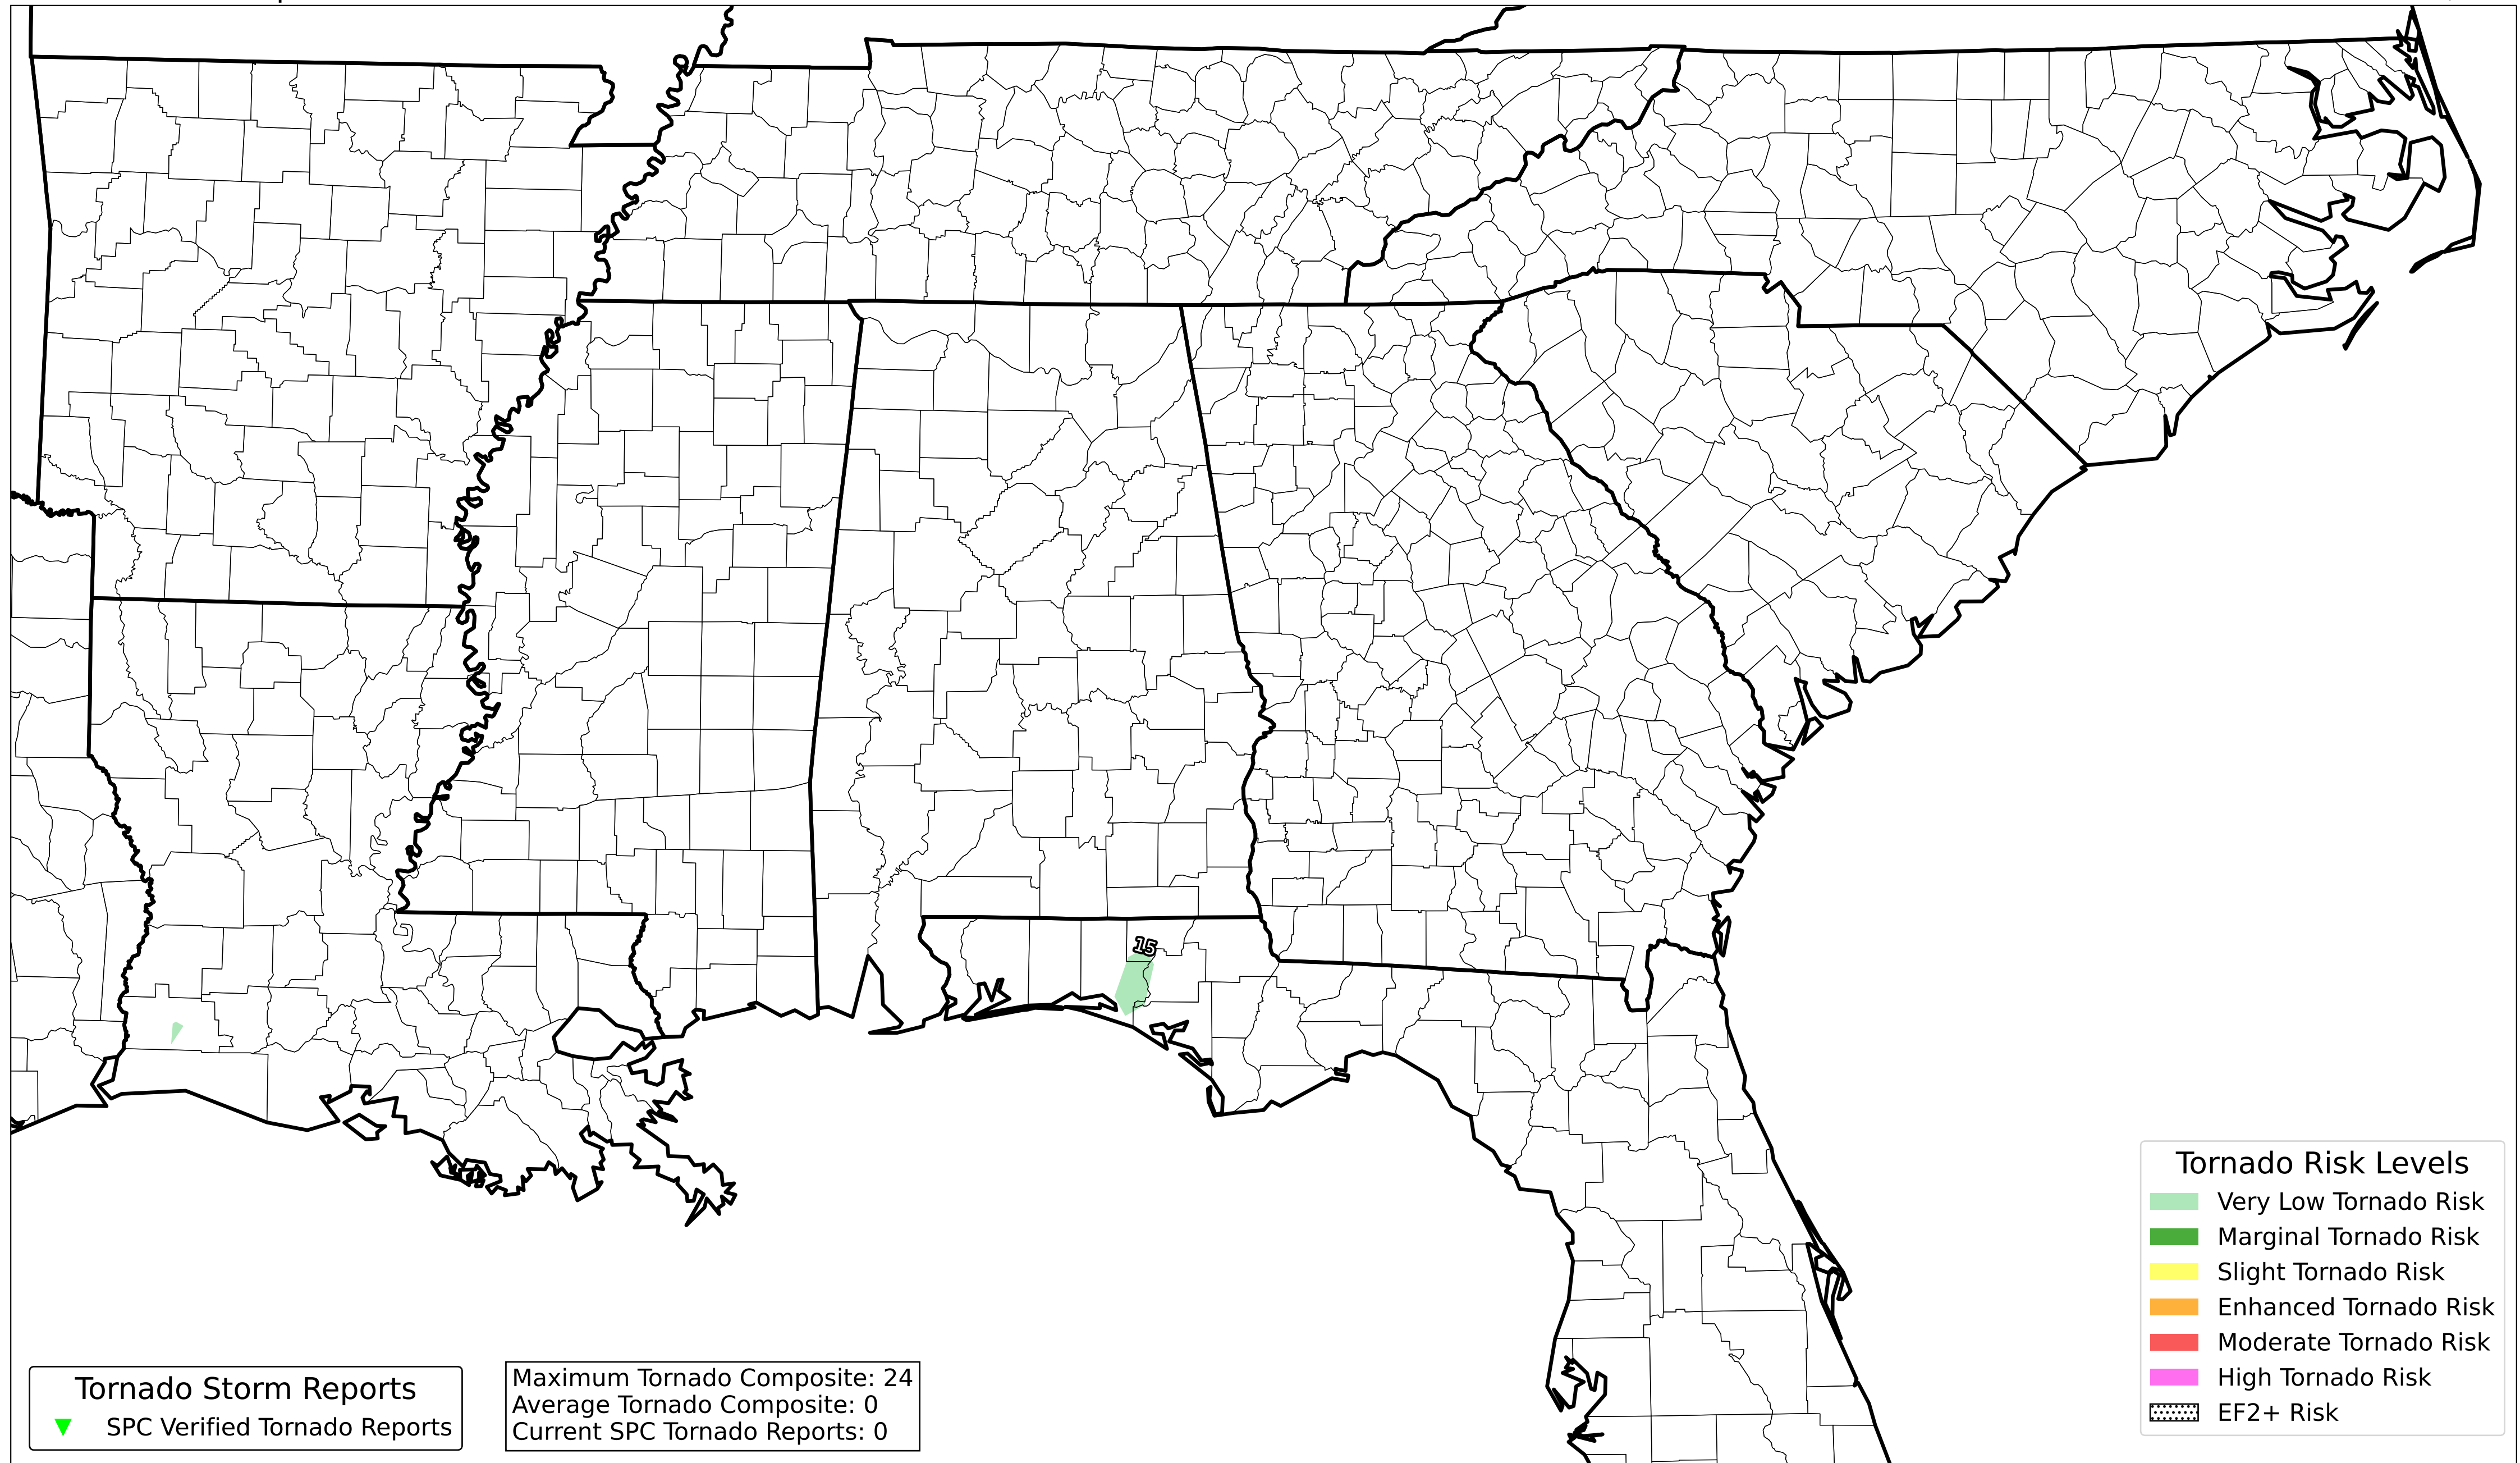 15
Tornado Risk Levels
Very Low Tornado Risk
Marginal Tornado Risk
Slight Tornado Risk
Enhanced Tornado Risk
Moderate Tornado Risk
High Tornado Risk
EF2+ Risk
Tornado Storm Reports
SPC Verified Tornado Reports
Maximum Tornado Composite: 24
Average Tornado Composite: 0
Current SPC Tornado Reports: 0